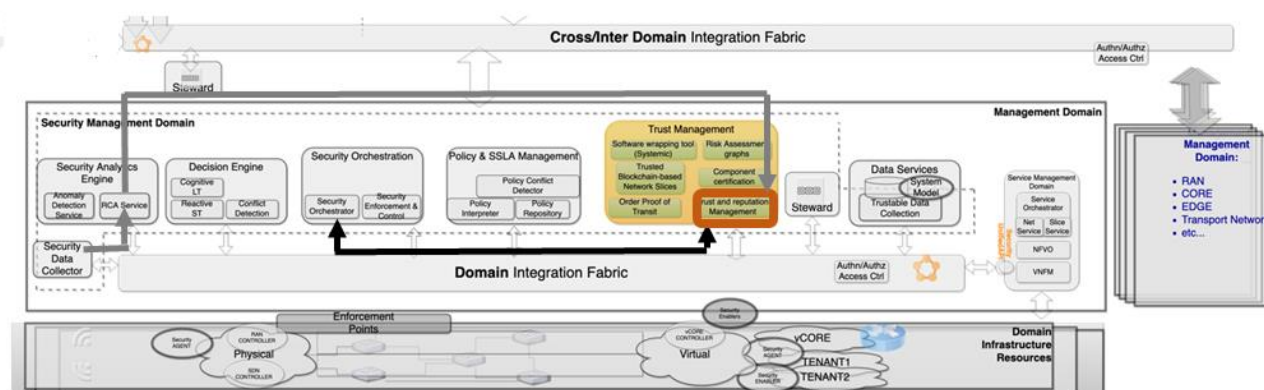 Cross/Inter Domain Integration Fabric
Authn/Authz
Access Ctrl
Steward
Security Management Domain
Management Domain
Security Analytics
Engine
Anomaly
Detection
Service
RCA Service
Decision Engine
Cognitive
LT
Reactive
ST
Conflict
Detection
Security Orchestration
Security
Orchestrator
Security
Enforcement &
Control
Policy & SSLA Management
Policy Conflict
Detector
Policy
Interpreter
Policy
Repository
Trust Management
Software wrapping tool
(Systemic)
Risk Assessmen
graphs
Trusted
Blockchain-based
Network Slices
Component
certification
Order Proof of
Transit
Trust and reputation
Management
Steward
Data Services
System
Model
Trustable Data
Collection
Service Management
Domain
Service
Orchestrator
Net
Service
Slice
Service
NFVO
VNFM
Security
Data
Collector
Domain Integration Fabric
Authn/Authz
Access Ctrl
Management
Domain:
• RAN
• CORE
• EDGE
• Transport Networ
• etc...
Enforcement
Points
Security
AGENT
RAN
CONTROLLER
Physical
SDN
CONTROLLER
Security
Enablers
vCORE
CONTROLLER
Virtual
vCORE
Security
AGENT
TENANT1
Security
ENABLER
TENANT2
Domain
Infrastructure
Resources